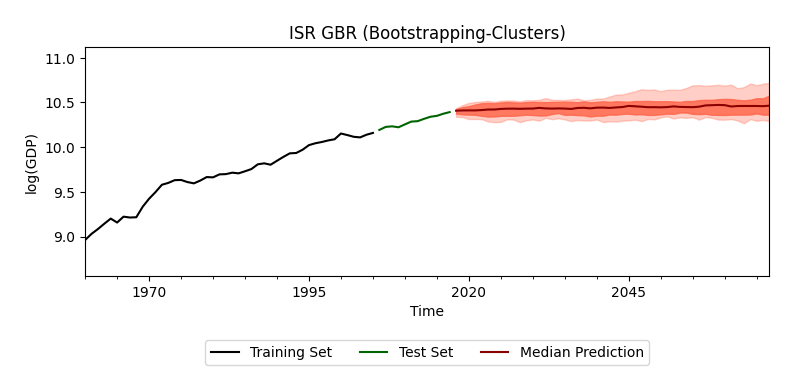 ISR GBR (Bootstrapping-Clusters)
11.0
10.5
10.0
9.5
9.0
log(GDP)
1970 1995 2020 2045
Time
Training Set Test Set Median Prediction